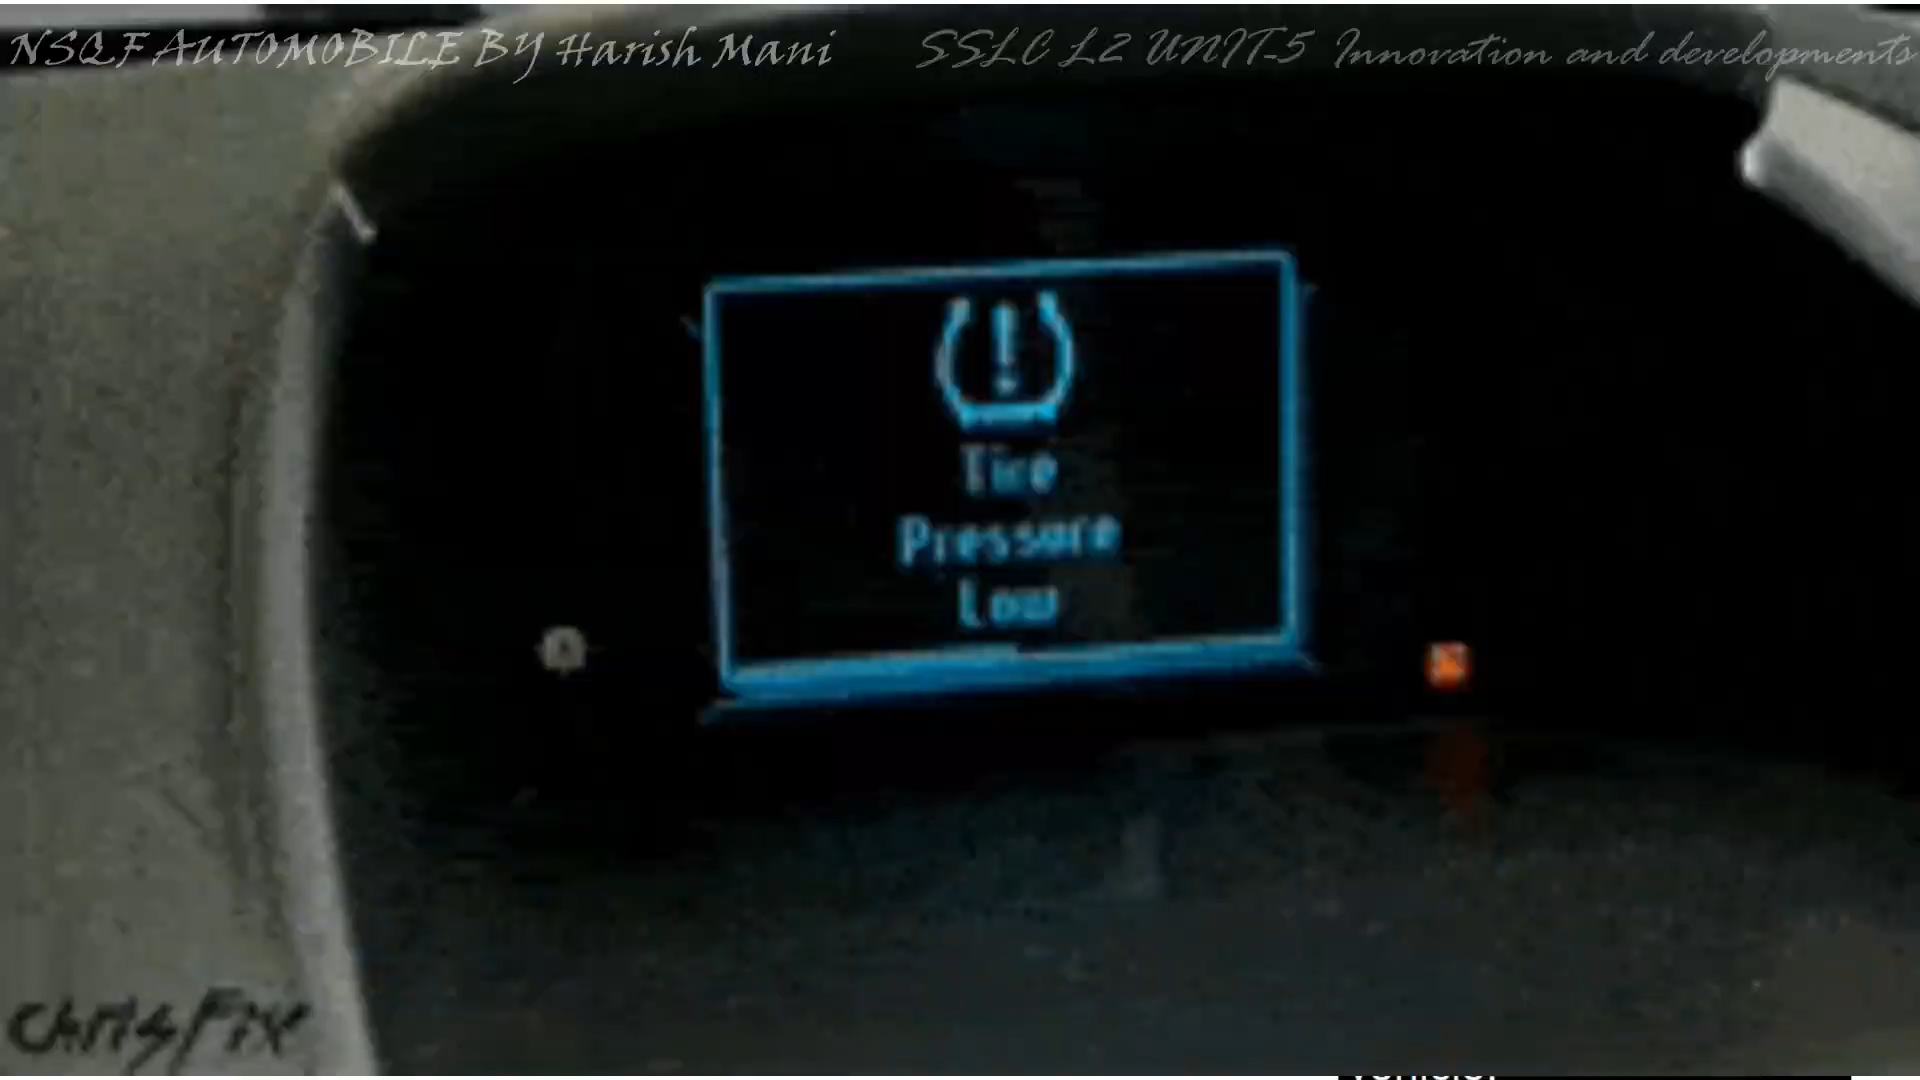 NSQF AUTOMOBILE BY Harish Mani SSLC L2 UNIT-5 Innovation and developments
Tire
Pressure
Low
ChrisFix